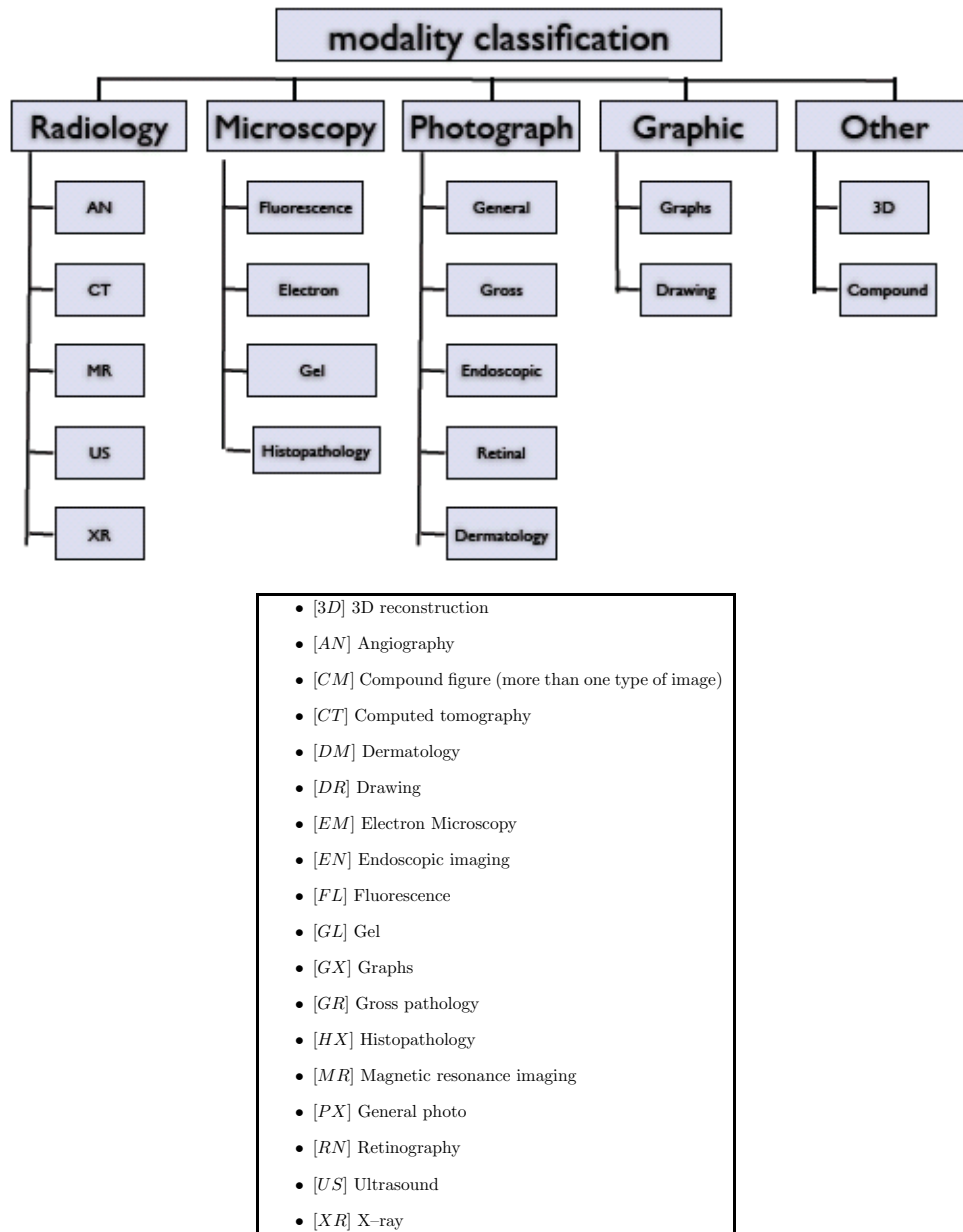 modality classification
Radiology Microscopy Photograph Graphic Other
AN Fluorescence General Graphs 3D
CT Electron Gross Drawing Compound
MR Gel Endoscopic
US Histopathology Retinal
XR Dermatology
• [3D] 3D reconstruction
• [AN] Angiography
• [CM] Compound figure (more than one type of image)
• [CT] Computed tomography
• [DM] Dermatology
• [DR] Drawing
• [EM] Electron Microscopy
• [EN] Endoscopic imaging
• [FL] Fluorescence
• [GL] Gel
• [GX] Graphs
• [GR] Gross pathology
• [HX] Histopathology
• [MR] Magnetic resonance imaging
• [PX] General photo
• [RN] Retinography
• [US] Ultrasound
• [XR] X–ray